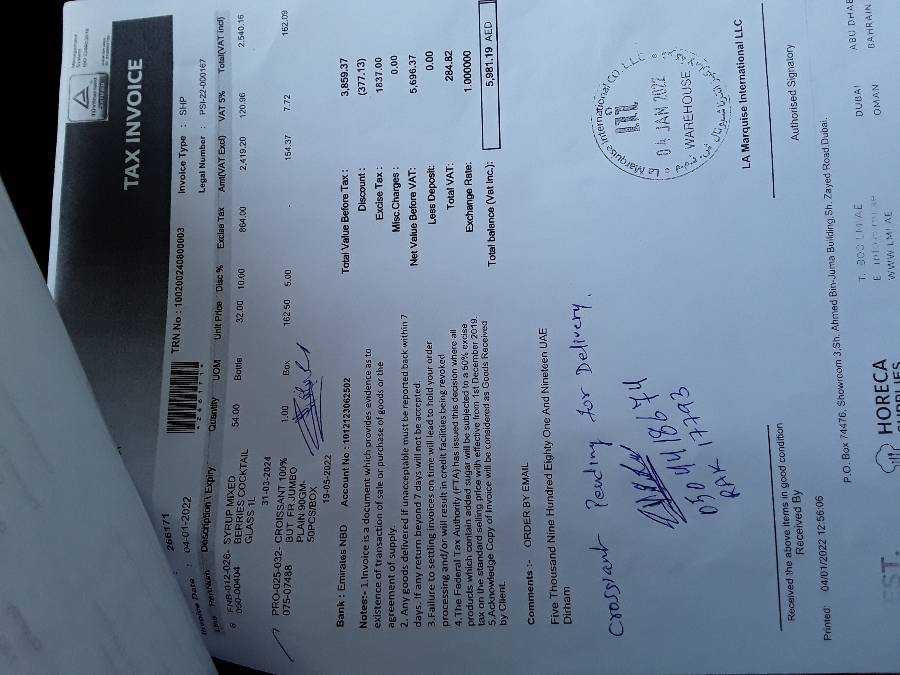 TAX INVOICE
266171
TRN.No : 100200240800003
Invoice Type : SHP
Invoice Date : 04-01-2022
Legal Number : PSI-22-000167
Line PartNum Description \ Expiry Quantity UOM Unit Price Disc % Excise Tax Amt(VAT Excl) VAT 5% Total(VAT Incl)
6 FNB-012-026- SYRUP MIXED 54.00 Bottle 32.00 10.00 864.00 2,419.20 120.96 2,540.16
050-00404 BERRIES COCKTAIL
GLASS 1L
31-03-2024
PRO-025-032- CROISSANT 100% 1.00 Box 162.50 5.00 - 154.37 7.72 162.09
075-07488 BUT FR.JUMBO
PLAIN 90GM-
50PCS/BOX
19-05-2022
Bank : Emirates NBD Account No : 1012123062502
Total Value Before Tax : 3,859.37
Discount : (377.13)
Excise Tax : 1837.00
Misc.Charges : 0.00
Net Value Before VAT: 5,696.37
Less Deposit: 0.00
Total VAT: 284.82
Exchange Rate: 1.000000
Total balance (Vat Inc.): 5,981.19 AED
Notes:- 1.Invoice is a document which provides evidence as to
existence of transaction of sale or purchase of goods or the
agreement of supply.
2. Any goods delivered if unacceptable must be reported back within 7
days. If any return beyond 7 days will not be accepted.
3.Failure to settling invoices on time will lead to hold your order
processing and/or will result in credit facilities being revoked
4.The Federal Tax Authority (FTA) has issued this decision where all
products which contained added sugar will be subjected to a 50% excise
tax on the standard selling price with effective from 1st December 2019.
5.Acknowledge Copy of Invoice will be considered as Goods Received
by Client.
Comments :- ORDER BY EMAIL
Five Thousand Nine Hundred Eighty One And Nineteen UAE
Dirham
Crossiant Pending for Delivery.
0504418674
17793
RAK
La Marquise International CO. LLC
04 JAN 2022
WAREHOUSE
LA Marquise International LLC
Received the above items in good condition
Received By
Authorised Signatory
Printed: 04/01/2022 12:56:06
P.O. Box 74476, Showroom 3,Sh. Ahmed Bin-Juma Building,Sh. Zayed Road,Dubai.
DUBAI ABU DHAB
OMAN BAHRAIN
WWW.LMI.AE
HORECA
EST.